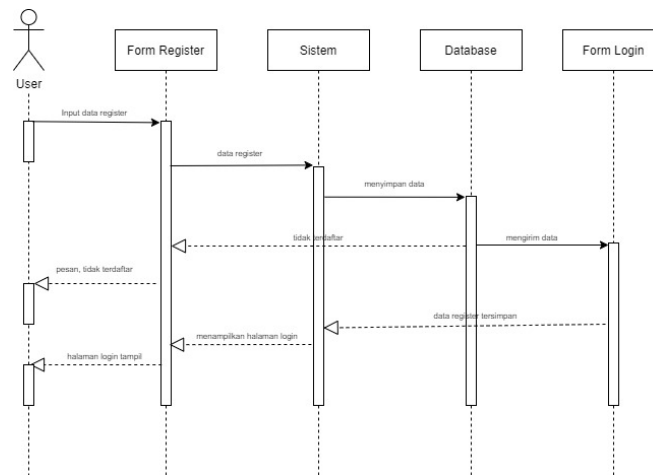 Form Register
Sistem
Database
Form Login
User
Input data register
data register
menyimpan data
tidak terdaftar
mengirim data
pesan, tidak terdaftar
data register tersimpan
menampilkan halaman login
halaman login tampil